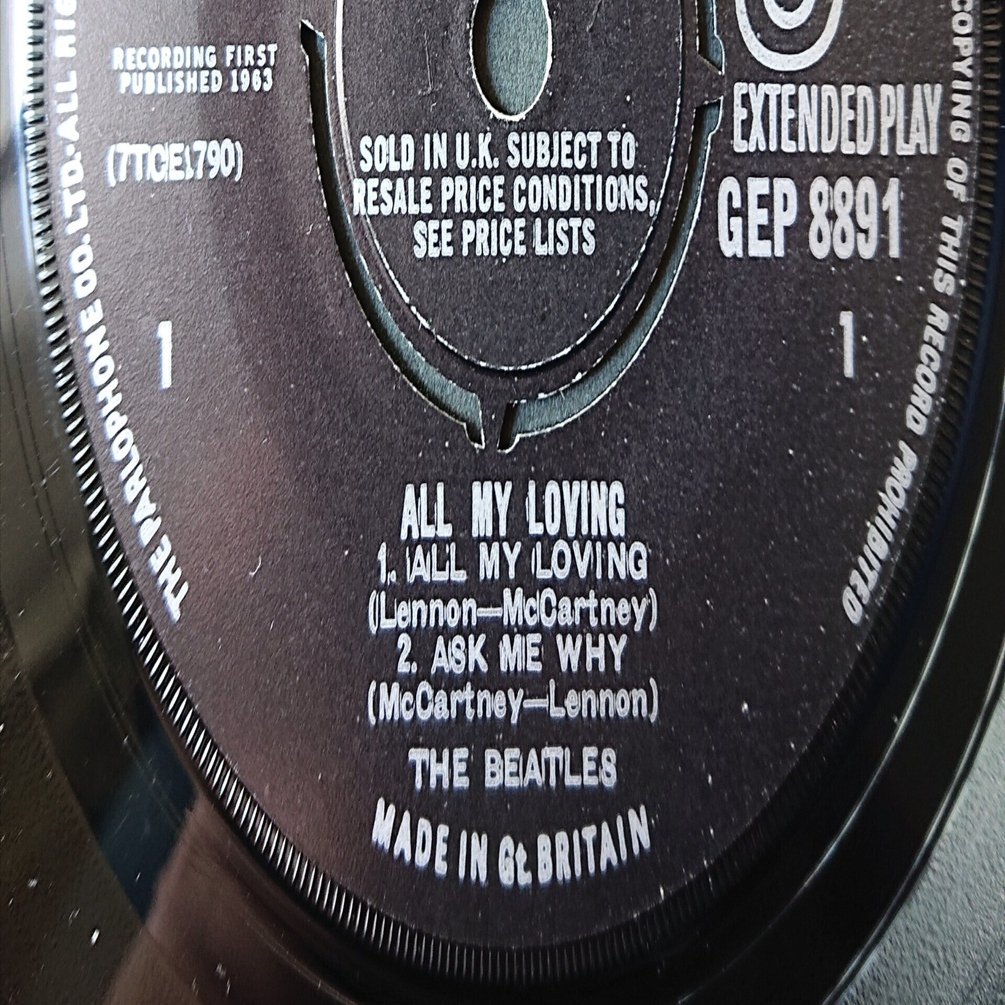 RECORDING FIRST
PUBLISHED 1963
(7TCE.790)
SOLD IN U.K. SUBJECT TO
RESALE PRICE CONDITIONS,
SEE PRICE LISTS
EXTENDED PLAY
GEP 8891
1
1
ALL MY LOVING
1. ALL MY LOVING
(Lennon—McCartney)
2. ASK ME WHY
(McCartney—Lennon)
THE BEATLES
MADE IN Gt. BRITAIN
THE PARLOPHONE CO. LTD. ALL
COPYING OF THIS RECORD PROHIBITED